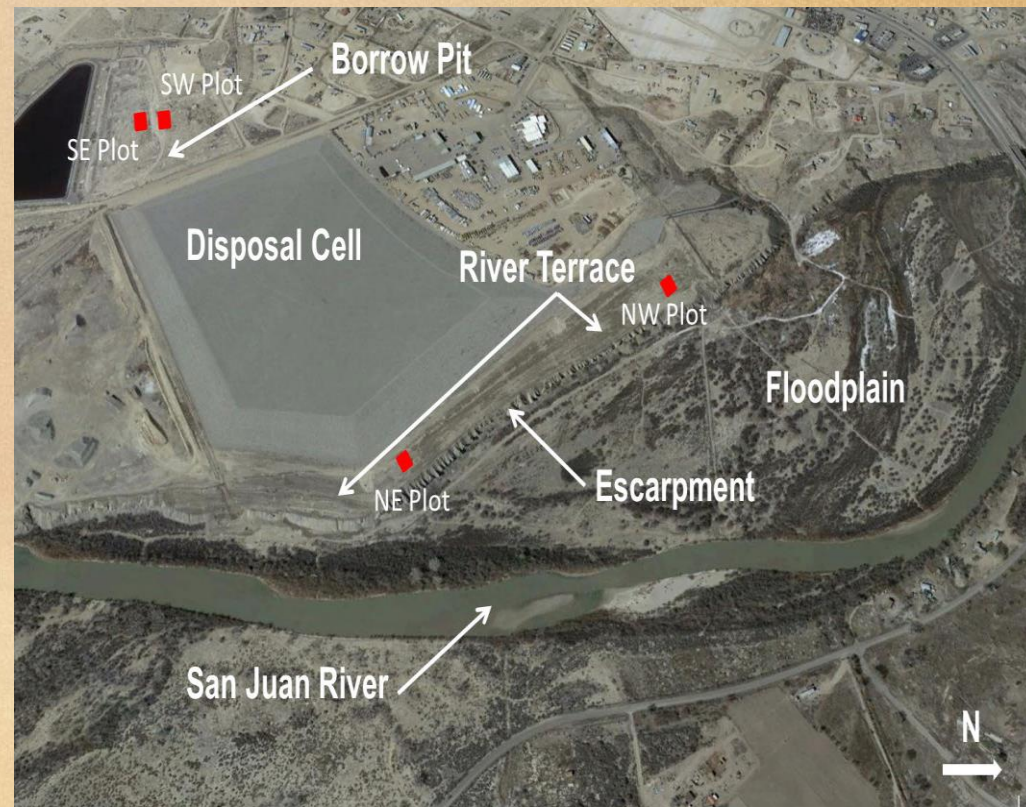 Borrow Pit
SW Plot
SE Plot
Disposal Cell
River Terrace
NW Plot
Floodplain
Escarpment
NE Plot
San Juan River
N